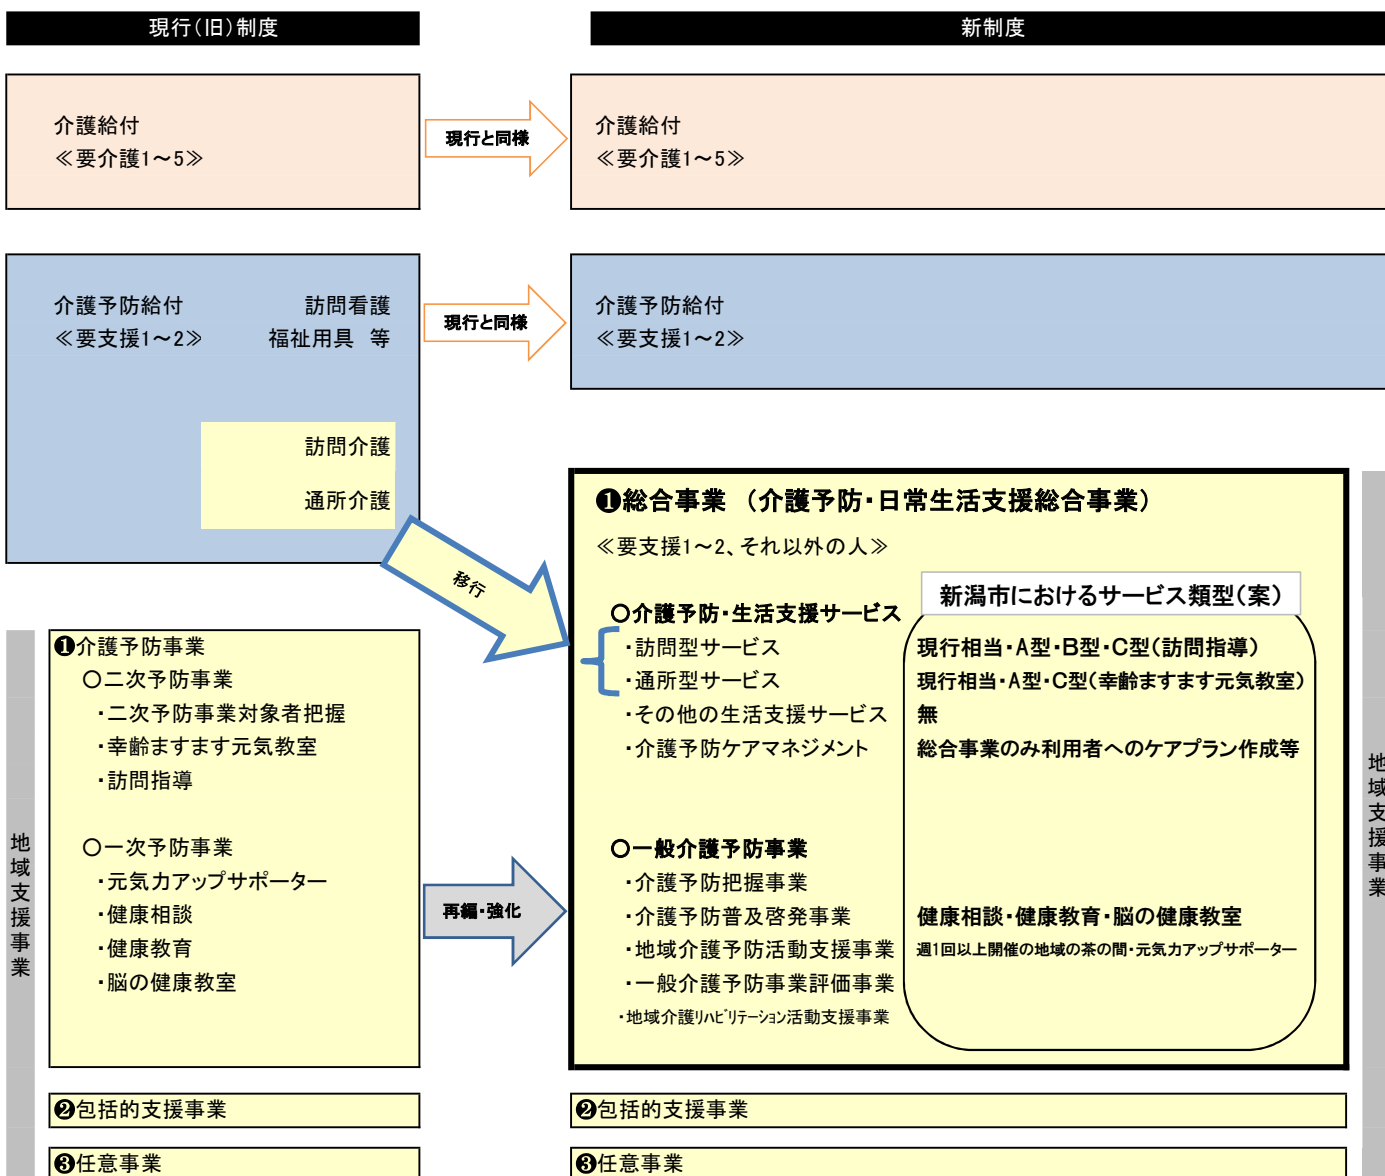 現行(旧)制度
新制度
介護給付
≪要介護1～5≫
現行と同様
介護給付
≪要介護1～5≫
介護予防給付　訪問看護
≪要支援1～2≫　福祉用具　等
訪問介護
通所介護
現行と同様
介護予防給付
≪要支援1～2≫
移行
地域支援事業
❶介護予防事業
○二次予防事業
・二次予防事業対象者把握
・幸齢ますます元気教室
・訪問指導
○一次予防事業
・元気力アップサポーター
・健康相談
・健康教育
・脳の健康教室
再編・強化
❶総合事業　(介護予防・日常生活支援総合事業)
≪要支援1～2、それ以外の人≫
新潟市におけるサービス類型(案)
○介護予防・生活支援サービス
・訪問型サービス　現行相当・A型・B型・C型(訪問指導)
・通所型サービス　現行相当・A型・C型(幸齢ますます元気教室)
・その他の生活支援サービス　無
・介護予防ケアマネジメント　総合事業のみ利用者へのケアプラン作成等
○一般介護予防事業
・介護予防把握事業
・介護予防普及啓発事業　健康相談・健康教育・脳の健康教室
・地域介護予防活動支援事業　週1回以上開催の地域の茶の間・元気力アップサポーター
・一般介護予防事業評価事業
・地域介護ﾘﾊﾋﾞﾘﾃｰｼｮﾝ活動支援事業
地域支援事業
❷包括的支援事業
❷包括的支援事業
❸任意事業
❸任意事業